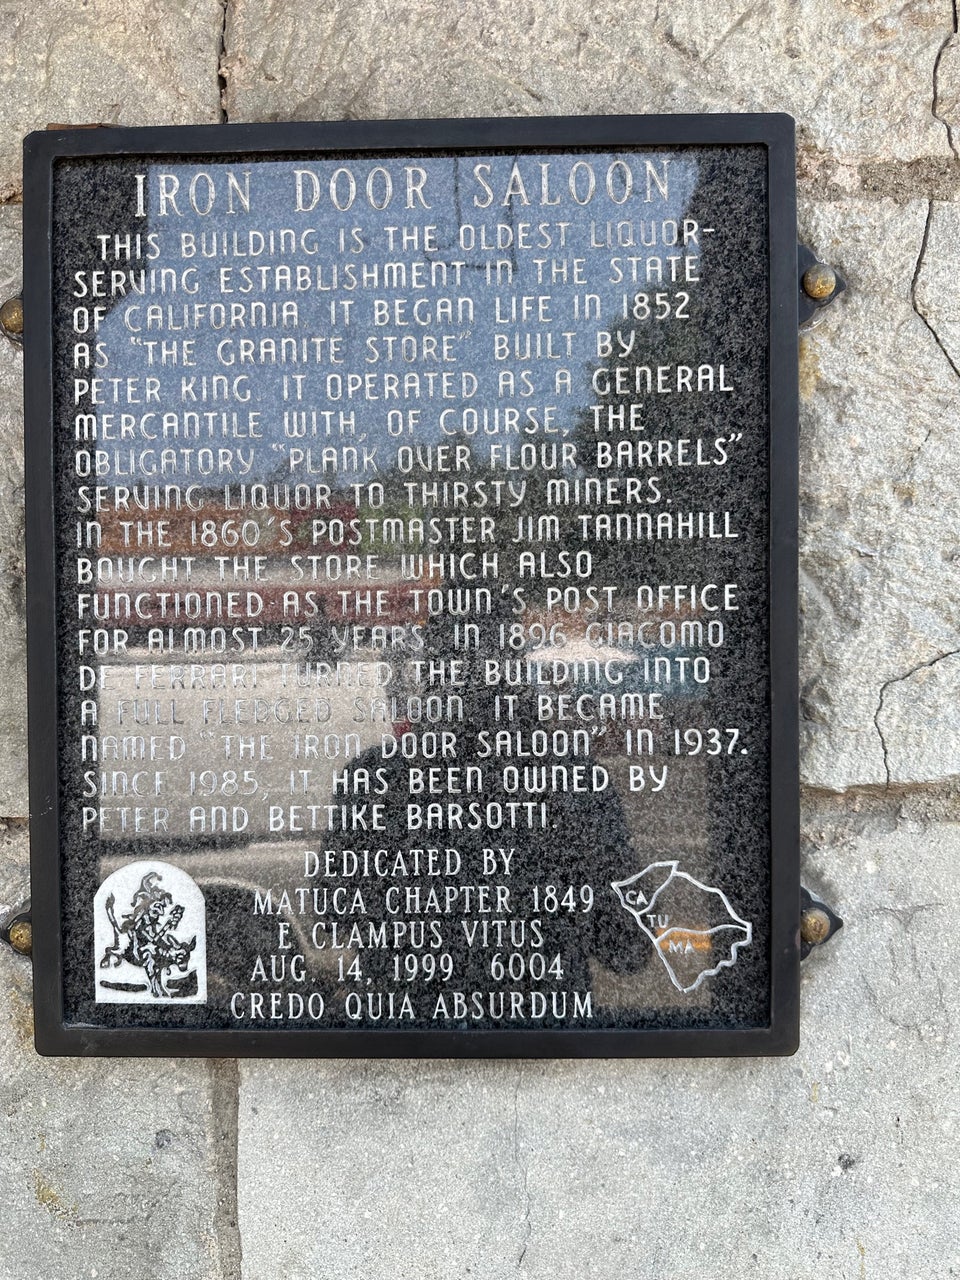 IRON DOOR SALOON
THIS BUILDING IS THE OLDEST LIQUOR-
SERVING ESTABLISHMENT IN THE STATE
OF CALIFORNIA. IT BEGAN LIFE IN 1852
AS "THE GRANITE STORE" BUILT BY
PETER KING. IT OPERATED AS A GENERAL
MERCANTILE WITH, OF COURSE, THE
OBLIGATORY "PLANK OVER FLOUR BARRELS"
SERVING LIQUOR TO THIRSTY MINERS.
IN THE 1860'S POSTMASTER JIM TANNAHILL
BOUGHT THE STORE WHICH ALSO
FUNCTIONED AS THE TOWN'S POST OFFICE
FOR ALMOST 25 YEARS. IN 1896 GIACOMO
DE FERRARI TURNED THE BUILDING INTO
A FULL FLEDGED SALOON. IT BECAME
NAMED "THE IRON DOOR SALOON" IN 1937.
SINCE 1985, IT HAS BEEN OWNED BY
PETER AND BETTIKE BARSOTTI.
DEDICATED BY
MATUCA CHAPTER 1849
E CLAMPUS VITUS
AUG. 14, 1999 6004
CREDO QUIA ABSURDUM
CA
TU
MA